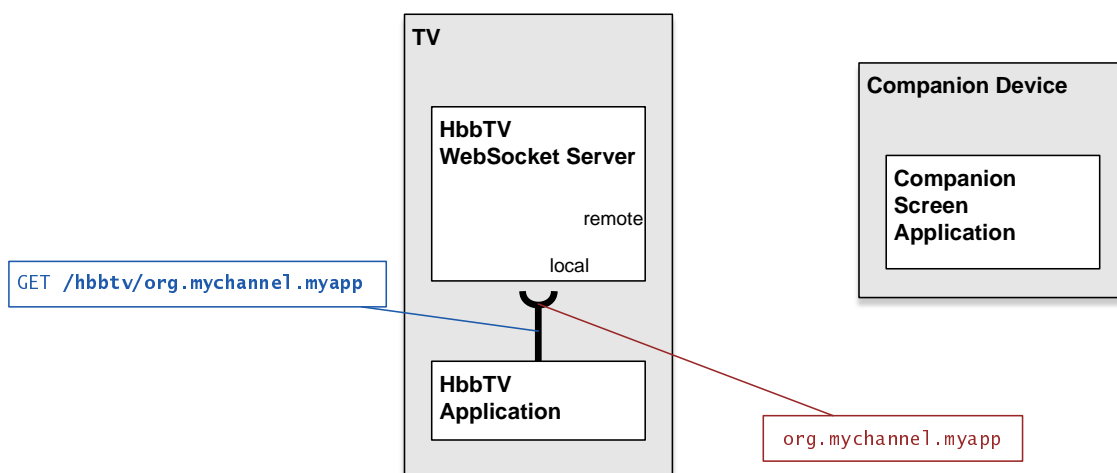 TV
HbbTV
WebSocket Server
remote
local
GET /hbbtv/org.mychannel.myapp
HbbTV
Application
org.mychannel.myapp
Companion Device
Companion
Screen
Application